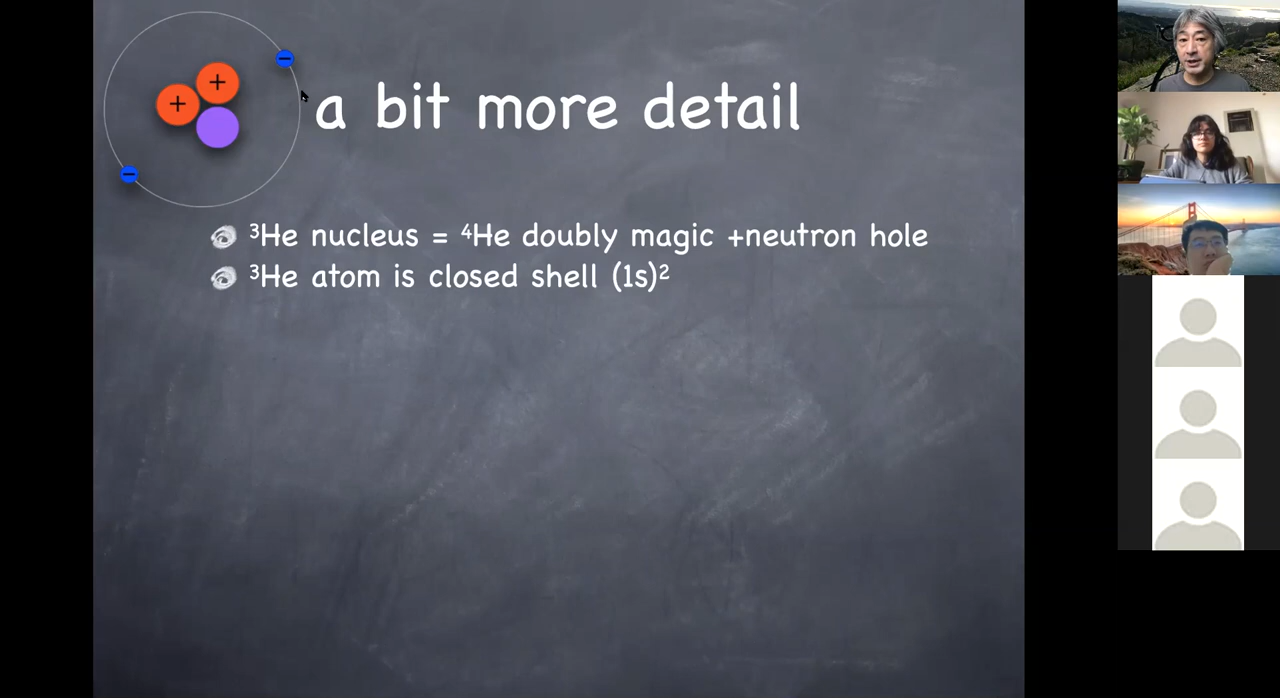 +
+
−
−
a bit more detail
³He nucleus = ⁴He doubly magic +neutron hole
³He atom is closed shell (1s)²